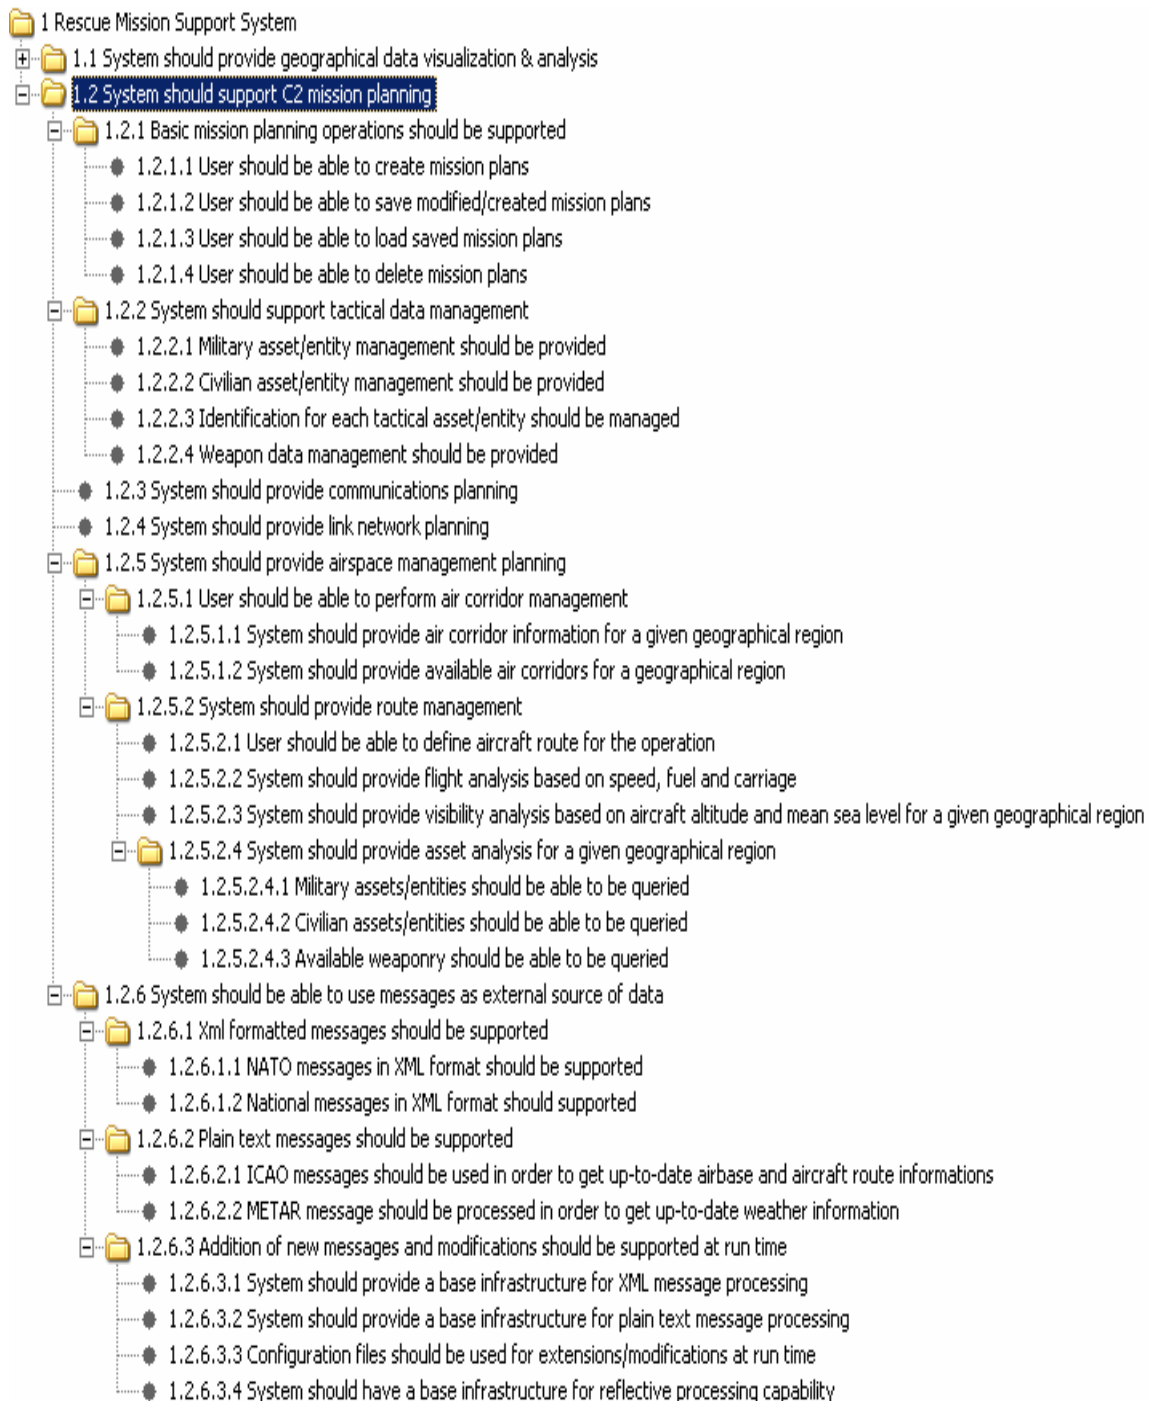 1 Rescue Mission Support System
1.1 System should provide geographical data visualization & analysis
1.2 System should support C2 mission planning
1.2.1 Basic mission planning operations should be supported
1.2.1.1 User should be able to create mission plans
1.2.1.2 User should be able to save modified/created mission plans
1.2.1.3 User should be able to load saved mission plans
1.2.1.4 User should be able to delete mission plans
1.2.2 System should support tactical data management
1.2.2.1 Military asset/entity management should be provided
1.2.2.2 Civilian asset/entity management should be provided
1.2.2.3 Identification for each tactical asset/entity should be managed
1.2.2.4 Weapon data management should be provided
1.2.3 System should provide communications planning
1.2.4 System should provide link network planning
1.2.5 System should provide airspace management planning
1.2.5.1 User should be able to perform air corridor management
1.2.5.1.1 System should provide air corridor information for a given geographical region
1.2.5.1.2 System should provide available air corridors for a geographical region
1.2.5.2 System should provide route management
1.2.5.2.1 User should be able to define aircraft route for the operation
1.2.5.2.2 System should provide flight analysis based on speed, fuel and carriage
1.2.5.2.3 System should provide visibility analysis based on aircraft altitude and mean sea level for a given geographical region
1.2.5.2.4 System should provide asset analysis for a given geographical region
1.2.5.2.4.1 Military assets/entities should be able to be queried
1.2.5.2.4.2 Civilian assets/entities should be able to be queried
1.2.5.2.4.3 Available weaponry should be able to be queried
1.2.6 System should be able to use messages as external source of data
1.2.6.1 Xml formatted messages should be supported
1.2.6.1.1 NATO messages in XML format should be supported
1.2.6.1.2 National messages in XML format should supported
1.2.6.2 Plain text messages should be supported
1.2.6.2.1 ICAO messages should be used in order to get up-to-date airbase and aircraft route informations
1.2.6.2.2 METAR message should be processed in order to get up-to-date weather information
1.2.6.3 Addition of new messages and modifications should be supported at run time
1.2.6.3.1 System should provide a base infrastructure for XML message processing
1.2.6.3.2 System should provide a base infrastructure for plain text message processing
1.2.6.3.3 Configuration files should be used for extensions/modifications at run time
1.2.6.3.4 System should have a base infrastructure for reflective processing capability